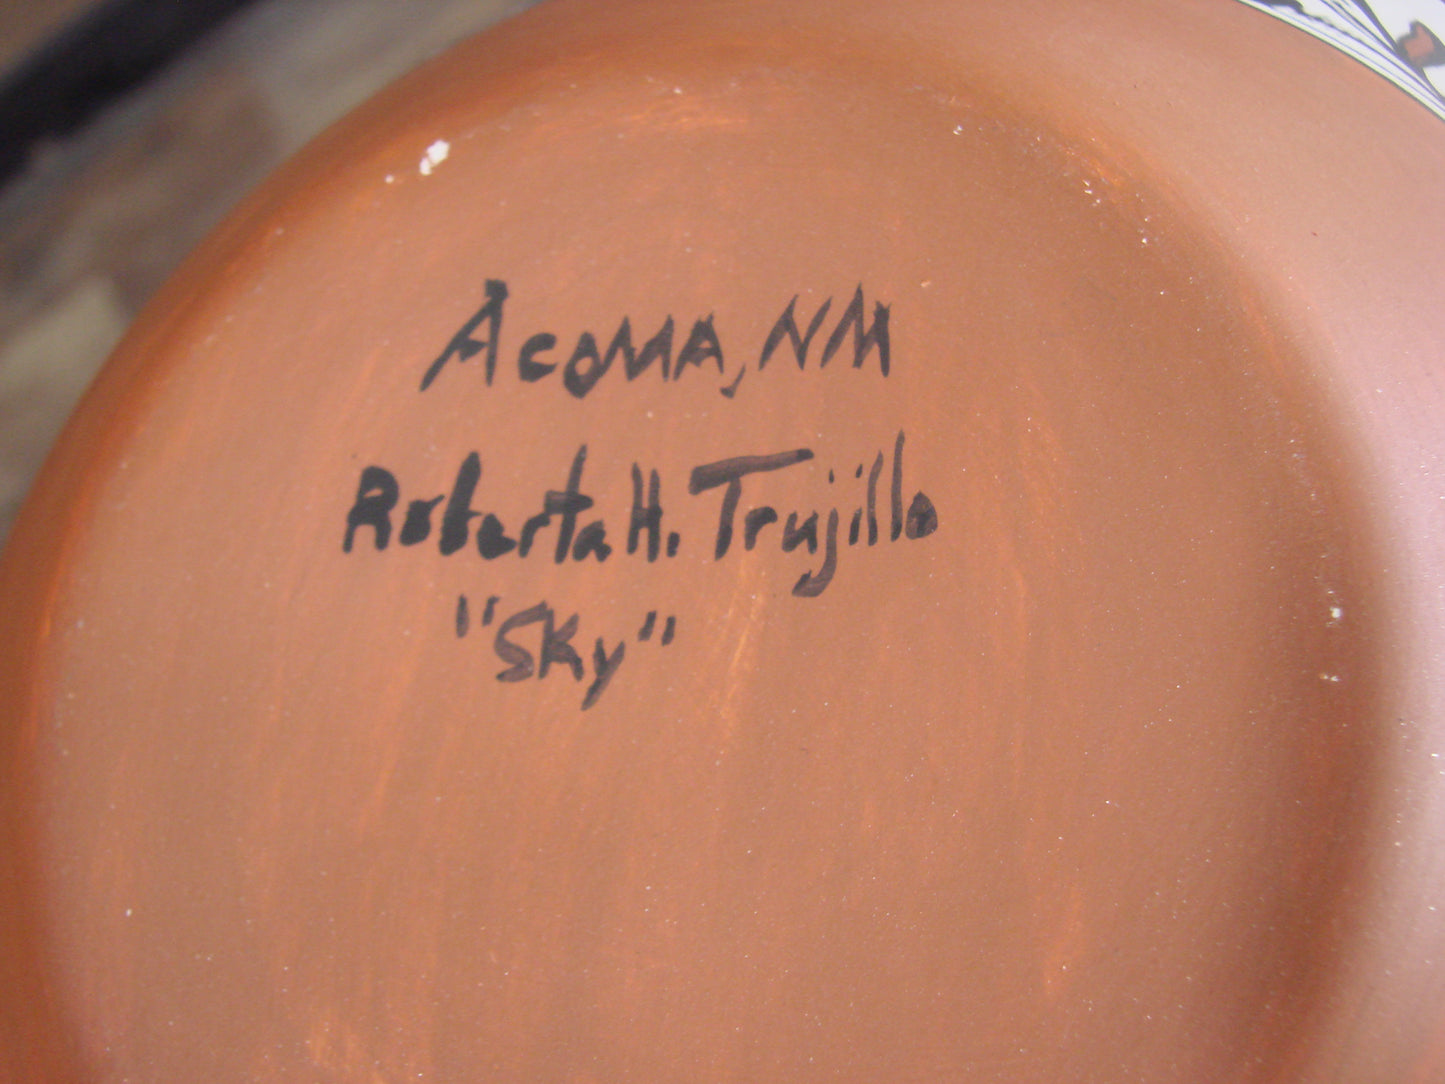 ACOMA, NM
Roberta H. Trujillo
"Sky"